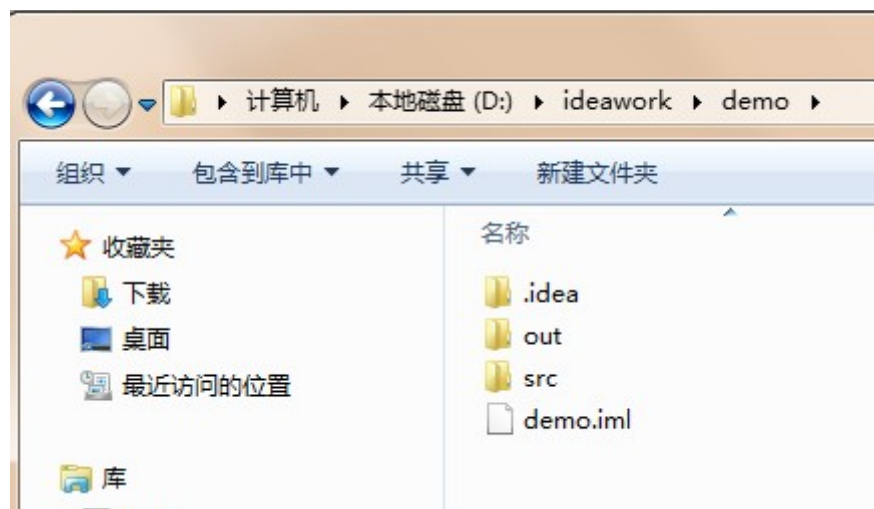 计算机 本地磁盘 (D:) ideawork demo
组织 包含到库中 共享 新建文件夹
收藏夹
下载
桌面
最近访问的位置
库
名称
.idea
out
src
demo.iml